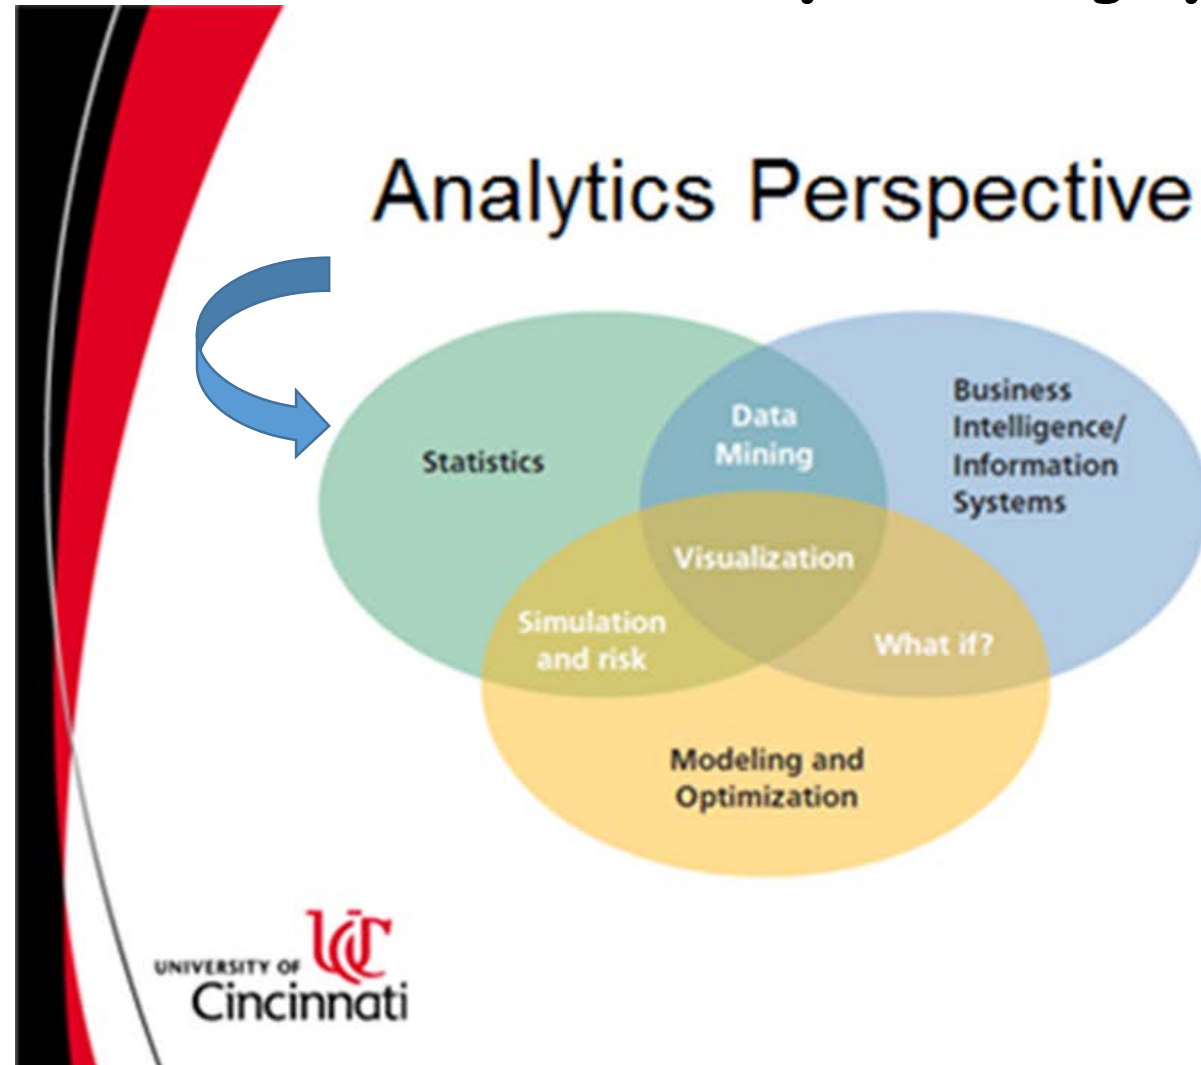 Analytics Perspective
Statistics
Data
Mining
Business
Intelligence/
Information
Systems
Visualization
Simulation
and risk
What if?
Modeling and
Optimization
UC
UNIVERSITY OF
Cincinnati